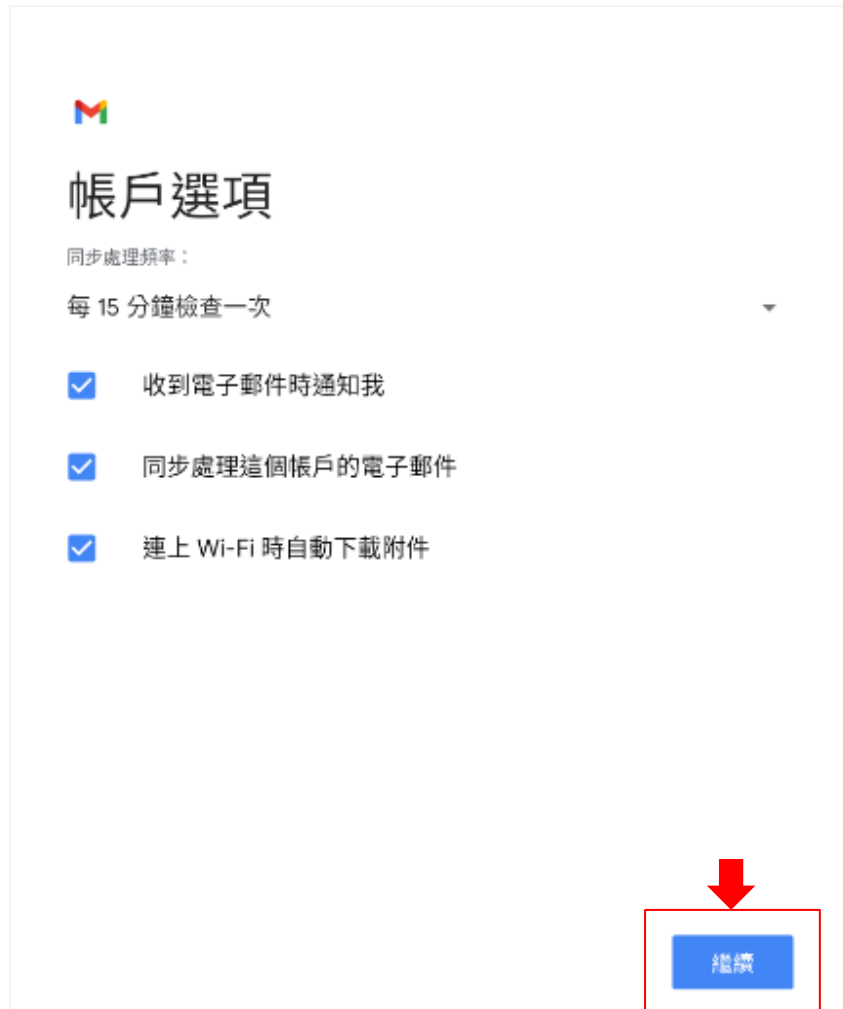 帳戶選項
同步處理頻率：
每 15 分鐘檢查一次
收到電子郵件時通知我
同步處理這個帳戶的電子郵件
連上 Wi-Fi 時自動下載附件
繼續